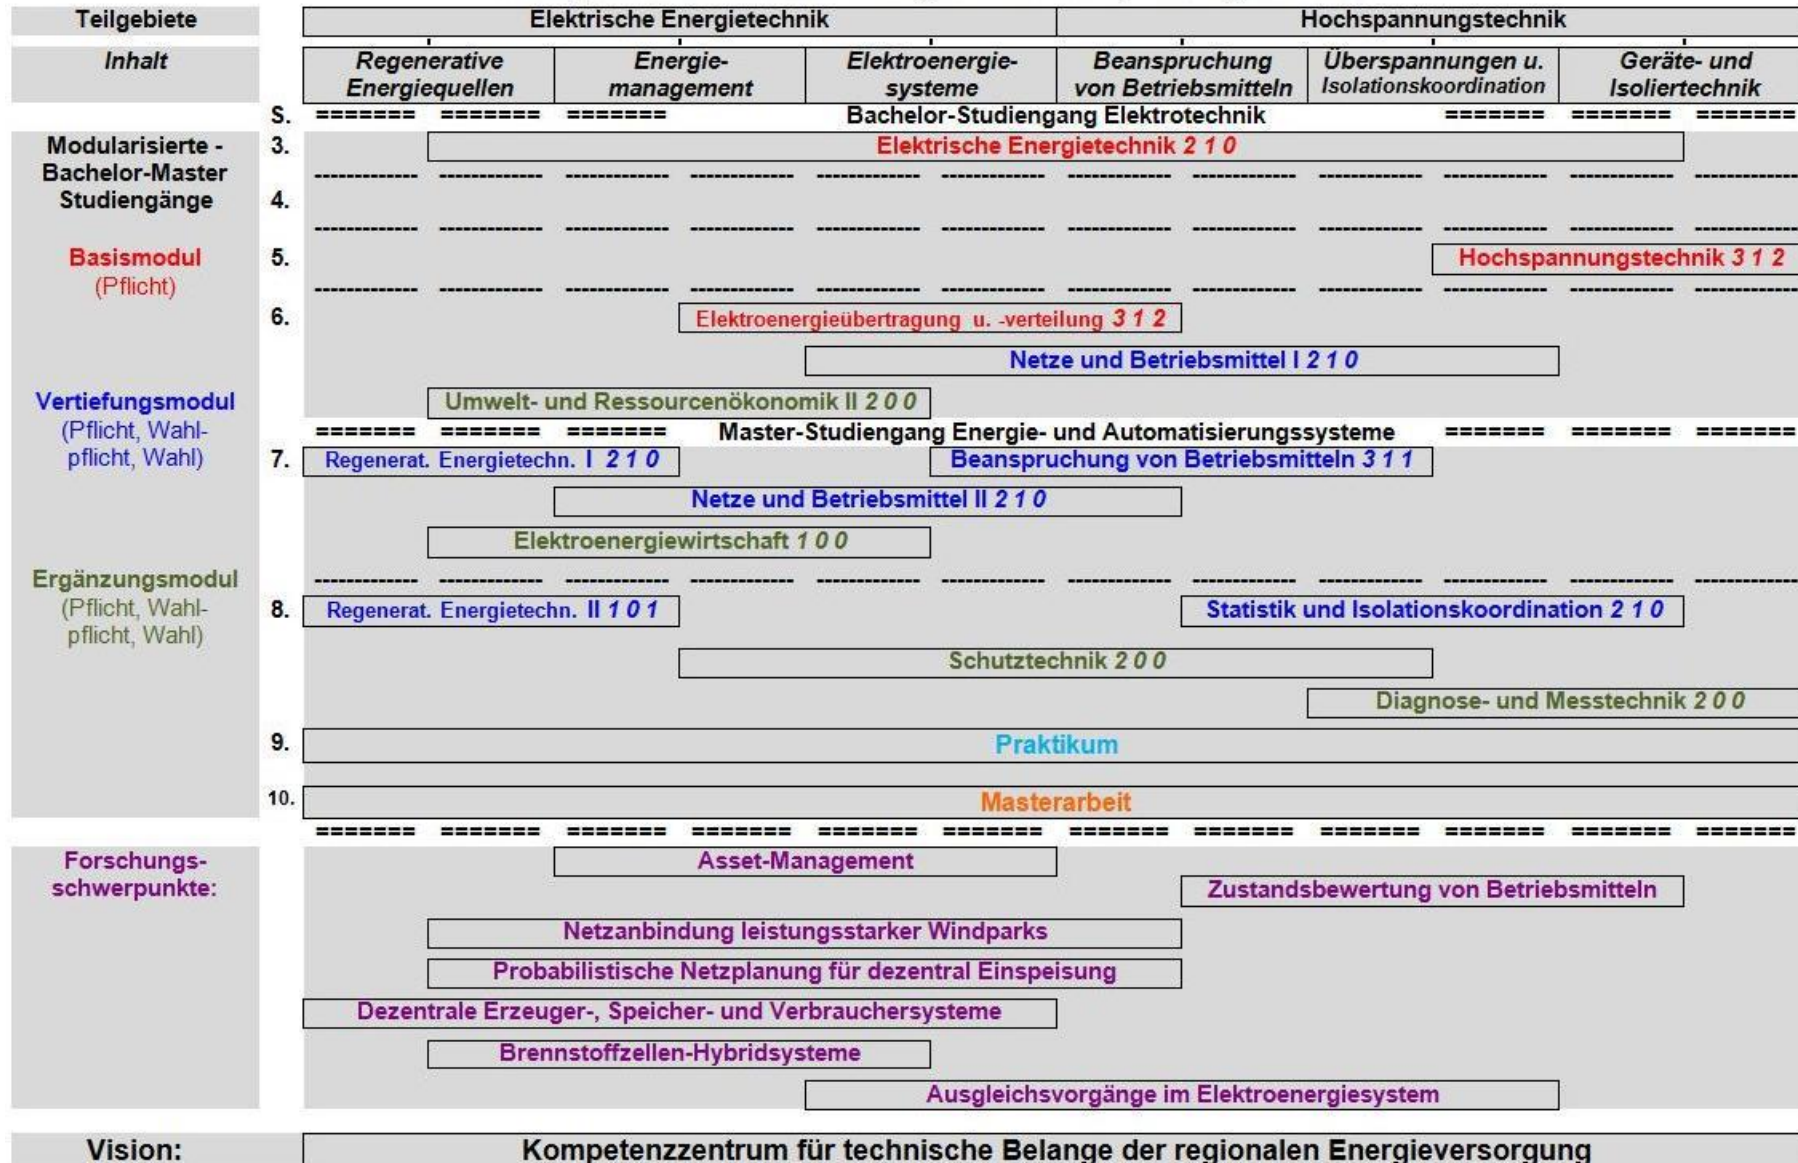 Teilgebiete Elektrische Energietechnik Hochspannungstechnik
Inhalt Regenerative Energie- Elektroenergie- Beanspruchung Überspannungen u. Geräte- und
Energiequellen management systeme von Betriebsmitteln Isolationskoordination Isoliertechnik
S. ======= ======= ======= Bachelor-Studiengang Elektrotechnik ======= ======= =======
Modularisierte - 3. Elektrische Energietechnik 2 1 0
Bachelor-Master
Studiengänge 4.
Basismodul 5. Hochspannungstechnik 3 1 2
(Pflicht)
6. Elektroenergieübertragung u. -verteilung 3 1 2
Netze und Betriebsmittel I 2 1 0
Vertiefungsmodul Umwelt- und Ressourcenökonomik II 2 0 0
(Pflicht, Wahl- ======= ======= ======= Master-Studiengang Energie- und Automatisierungssysteme ======= ======= =======
pflicht, Wahl) 7. Regenerat. Energietechn. I 2 1 0 Beanspruchung von Betriebsmitteln 3 1 1
Netze und Betriebsmittel II 2 1 0
Elektroenergiewirtschaft 1 0 0
Ergänzungsmodul
(Pflicht, Wahl- 8. Regenerat. Energietechn. II 1 0 1 Statistik und Isolationskoordination 2 1 0
pflicht, Wahl)
Schutztechnik 2 0 0
Diagnose- und Messtechnik 2 0 0
9. Praktikum
10. Masterarbeit
======= ======= ======= ======= ======= ======= ======= ======= ======= ======= ======= =======
Forschungs- Asset-Management
schwerpunkte: Zustandsbewertung von Betriebsmitteln
Netzanbindung leistungsstarker Windparks
Probabilistische Netzplanung für dezentral Einspeisung
Dezentrale Erzeuger-, Speicher- und Verbrauchersysteme
Brennstoffzellen-Hybridsysteme
Ausgleichsvorgänge im Elektroenergiesystem
Vision: Kompetenzzentrum für technische Belange der regionalen Energieversorgung